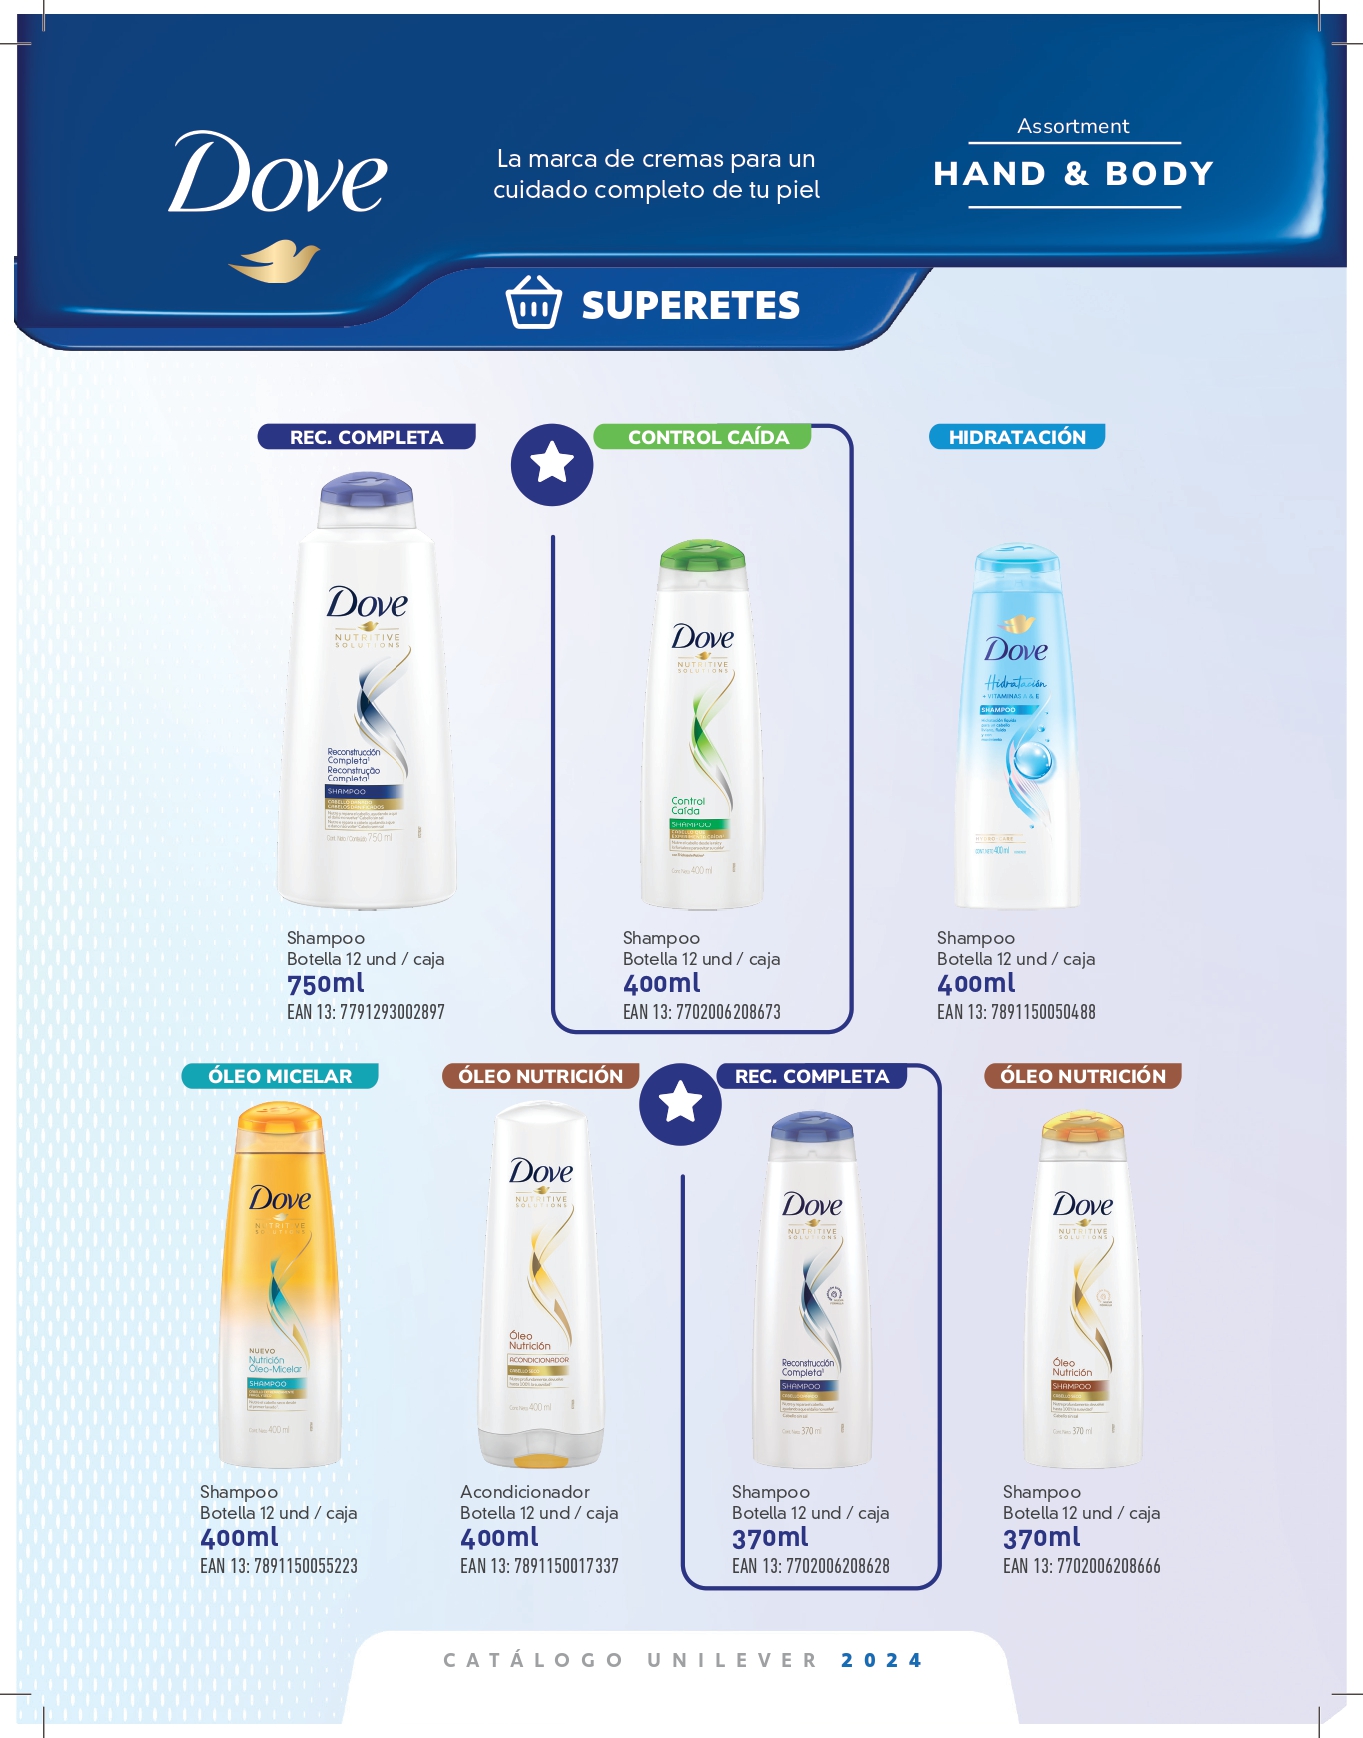 Dove
La marca de cremas para un
cuidado completo de tu piel
Assortment
HAND & BODY
SUPERETES
REC. COMPLETA
CONTROL CAÍDA
HIDRATACIÓN
Dove
NUTRITIVE
SOLUTIONS
Reconstrucción
Completa¹
Reconstrução
Completa¹
SHAMPOO
750 ml
Dove
NUTRITIVE
SOLUTIONS
Control
Caída
SHAMPOO
400 ml
Dove
Hidratación
+ VITAMINAS A & E
SHAMPOO
400 ml
Shampoo
Botella 12 und / caja
750ml
EAN 13: 7791293002897
Shampoo
Botella 12 und / caja
400ml
EAN 13: 7702006208673
Shampoo
Botella 12 und / caja
400ml
EAN 13: 7891150050488
ÓLEO MICELAR
ÓLEO NUTRICIÓN
REC. COMPLETA
ÓLEO NUTRICIÓN
Dove
NUTRITIVE
SOLUTIONS
NUEVO
Nutrición
Óleo-Micelar
SHAMPOO
400 ml
Dove
NUTRITIVE
SOLUTIONS
Óleo
Nutrición
ACONDICIONADOR
CABELLO SECO
400 ml
Dove
NUTRITIVE
SOLUTIONS
Reconstrucción
Completa¹
SHAMPOO
370 ml
Dove
NUTRITIVE
SOLUTIONS
Óleo
Nutrición
SHAMPOO
CABELLO SECO
370 ml
Shampoo
Botella 12 und / caja
400ml
EAN 13: 7891150055223
Acondicionador
Botella 12 und / caja
400ml
EAN 13: 7891150017337
Shampoo
Botella 12 und / caja
370ml
EAN 13: 7702006208628
Shampoo
Botella 12 und / caja
370ml
EAN 13: 7702006208666
CATÁLOGO UNILEVER 2024